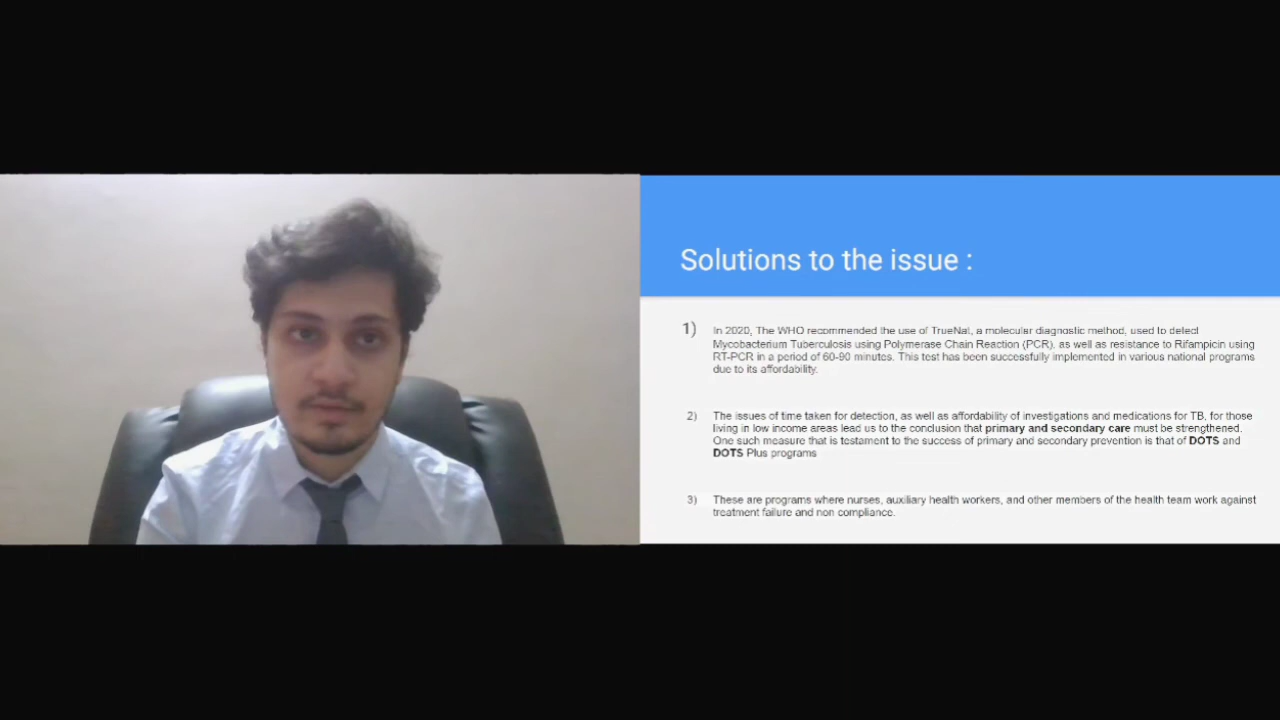 Solutions to the issue :
1) In 2020, The WHO recommended the use of TrueNat, a molecular diagnostic method, used to detect
Mycobacterium Tuberculosis using Polymerase Chain Reaction (PCR), as well as resistance to Rifampicin using
RT-PCR in a period of 60-90 minutes. This test has been successfully implemented in various national programs
due to its affordability.
2) The issues of time taken for detection, as well as affordability of investigations and medications for TB, for those
living in low income areas lead us to the conclusion that primary and secondary care must be strengthened.
One such measure that is testament to the success of primary and secondary prevention is that of DOTS and
DOTS Plus programs
3) These are programs where nurses, auxiliary health workers, and other members of the health team work against
treatment failure and non compliance.